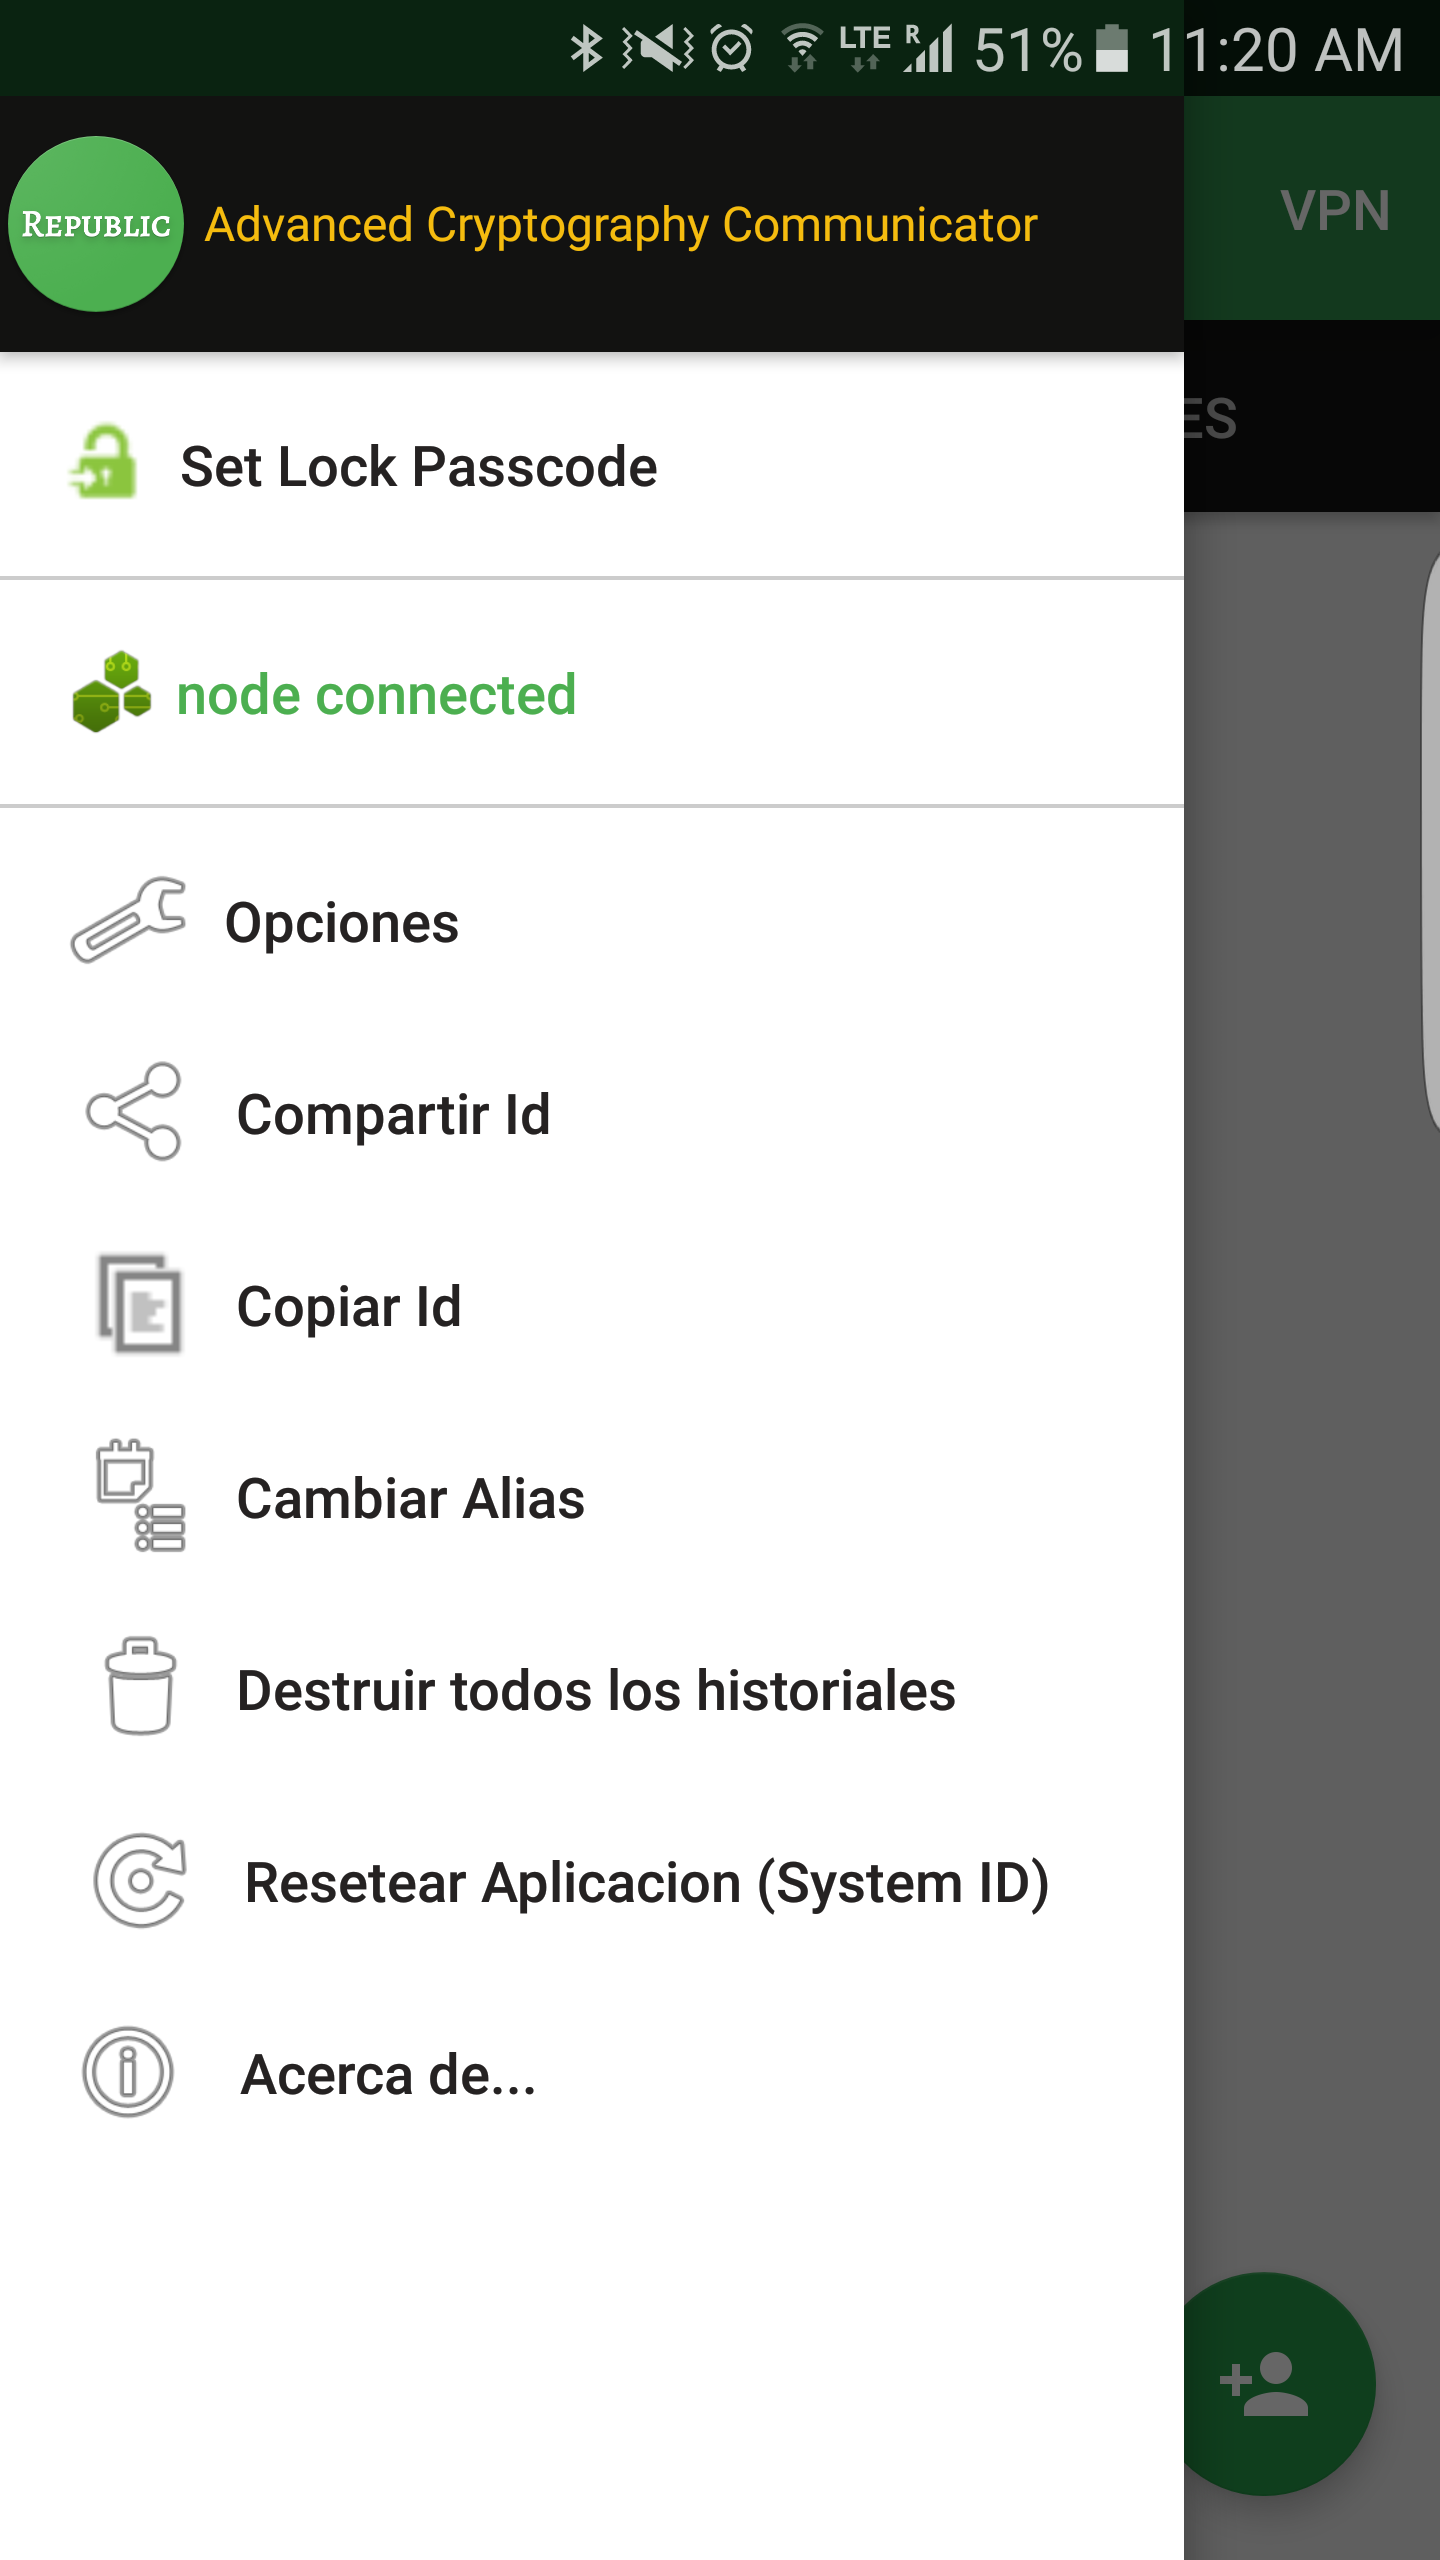 LTE R 51% 11:20 AM
REPUBLIC
Advanced Cryptography Communicator
VPN
ES
Set Lock Passcode
node connected
Opciones
Compartir Id
Copiar Id
Cambiar Alias
Destruir todos los historiales
Resetear Aplicacion (System ID)
Acerca de...